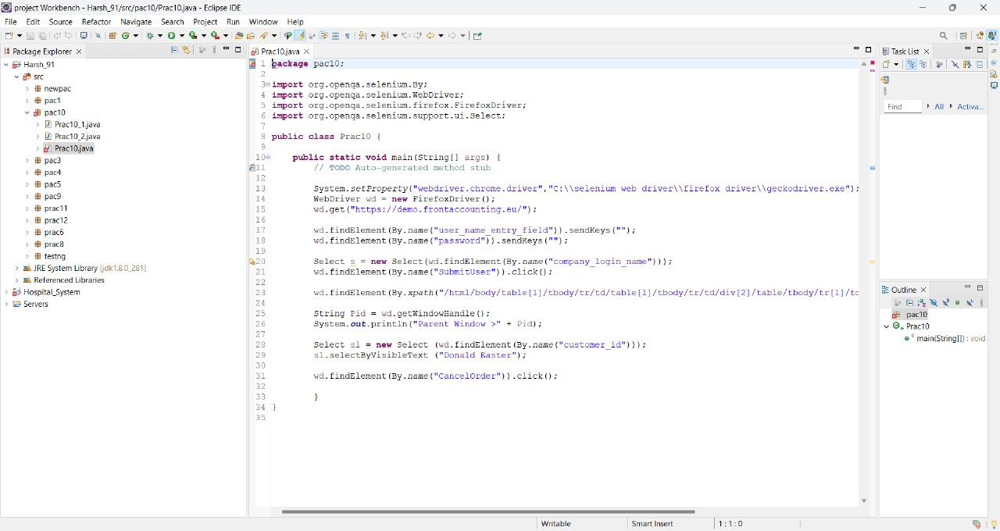 project Workbench - Harsh_91/src/pac10/Prac10.java - Eclipse IDE
File Edit Source Refactor Navigate Search Project Run Window Help
Package Explorer
Harsh_91
src
newpac
pac1
pac10
Prac10_1.java
Prac10_2.java
Prac10.java
pac3
pac4
pac5
pac9
prac11
prac12
prac6
prac8
testng
JRE System Library [jdk1.8.0_281]
Referenced Libraries
Hospital_System
Servers
Prac10.java
1 package pac10;
2
3 import org.openqa.selenium.By;
4 import org.openqa.selenium.WebDriver;
5 import org.openqa.selenium.firefox.FirefoxDriver;
6 import org.openqa.selenium.support.ui.Select;
7
8 public class Prac10 {
9
10 public static void main(String[] args) {
11 // TODO Auto-generated method stub
12
13 System.setProperty("webdriver.chrome.driver","C:\\selenium web driver\\firefox driver\\geckodriver.exe");
14 WebDriver wd = new FirefoxDriver();
15 wd.get("https://demo.frontaccounting.eu/");
16
17 wd.findElement(By.name("user_name_entry_field")).sendKeys("");
18 wd.findElement(By.name("password")).sendKeys("");
19
20 Select s = new Select(wd.findElement(By.name("company_login_name")));
21 wd.findElement(By.name("SubmitUser")).click();
22
23 wd.findElement(By.xpath("/html/body/table[1]/tbody/tr/td/table[1]/tbody/tr/td/div[2]/table/tbody/tr[1]/tc
24
25 String Pid = wd.getWindowHandle();
26 System.out.println("Parent Window >" + Pid);
27
28 Select sl = new Select (wd.findElement(By.name("customer_id")));
29 sl.selectByVisibleText ("Donald Easter");
30
31 wd.findElement(By.name("CancelOrder")).click();
32
33 }
34 }
35
Task List
Find All Activa...
Outline
pac10
Prac10
main(String[]) : void
Writable Smart Insert 1 : 1 : 0